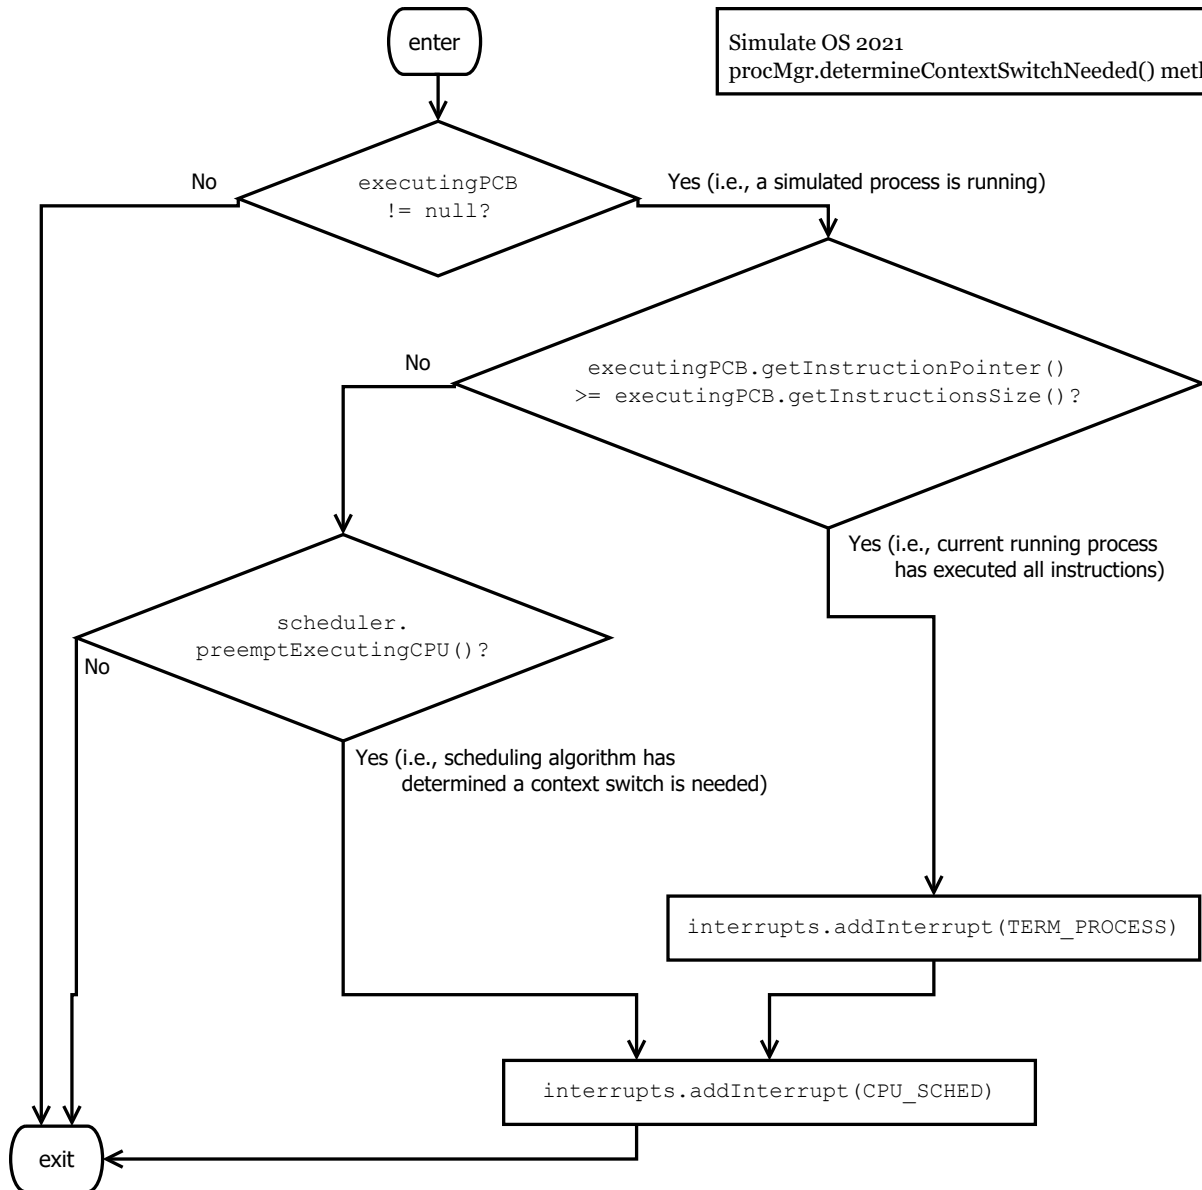 enter
Simulate OS 2021
procMgr.determineContextSwitchNeeded()
No
executingPCB
!= null?
Yes (i.e., a simulated process is running)
No
executingPCB.getInstructionPointer()
>= executingPCB.getInstructionsSize()?
Yes (i.e., current running process
has executed all instructions)
scheduler.
preemptExecutingCPU()?
No
Yes (i.e., scheduling algorithm has
determined a context switch is needed)
interrupts.addInterrupt(TERM_PROCESS)
interrupts.addInterrupt(CPU_SCHED)
exit